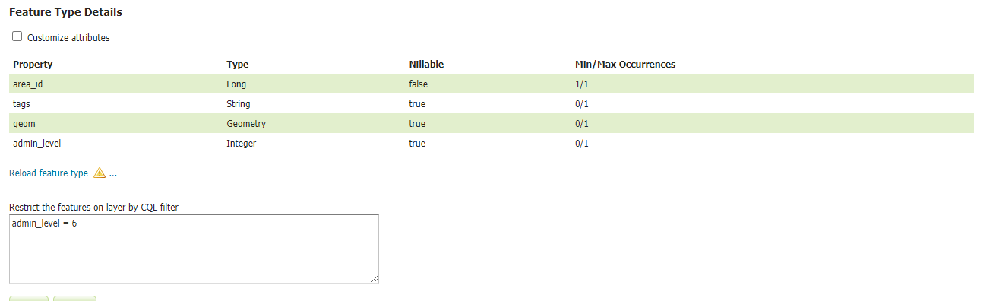 Feature Type Details
Customize attributes
Property Type Nillable Min/Max Occurrences
area_id Long false 1/1
tags String true 0/1
geom Geometry true 0/1
admin_level Integer true 0/1
Reload feature type ...
Restrict the features on layer by CQL filter
admin_level = 6